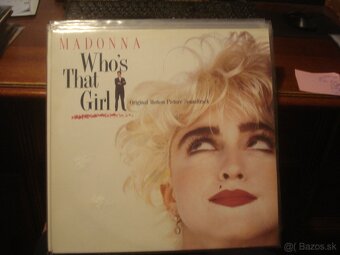 MADONNA
WHO'S
THAT
GIRL
Original Motion Picture Soundtrack
Bazos.sk